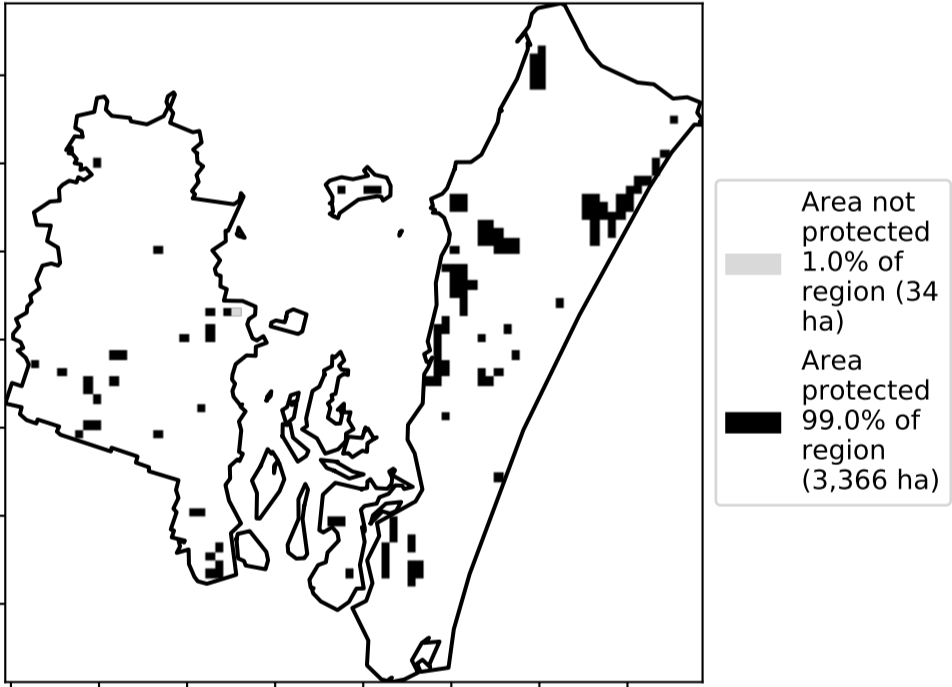 Area not
protected
1.0% of
region (34
ha)
Area
protected
99.0% of
region
(3,366 ha)